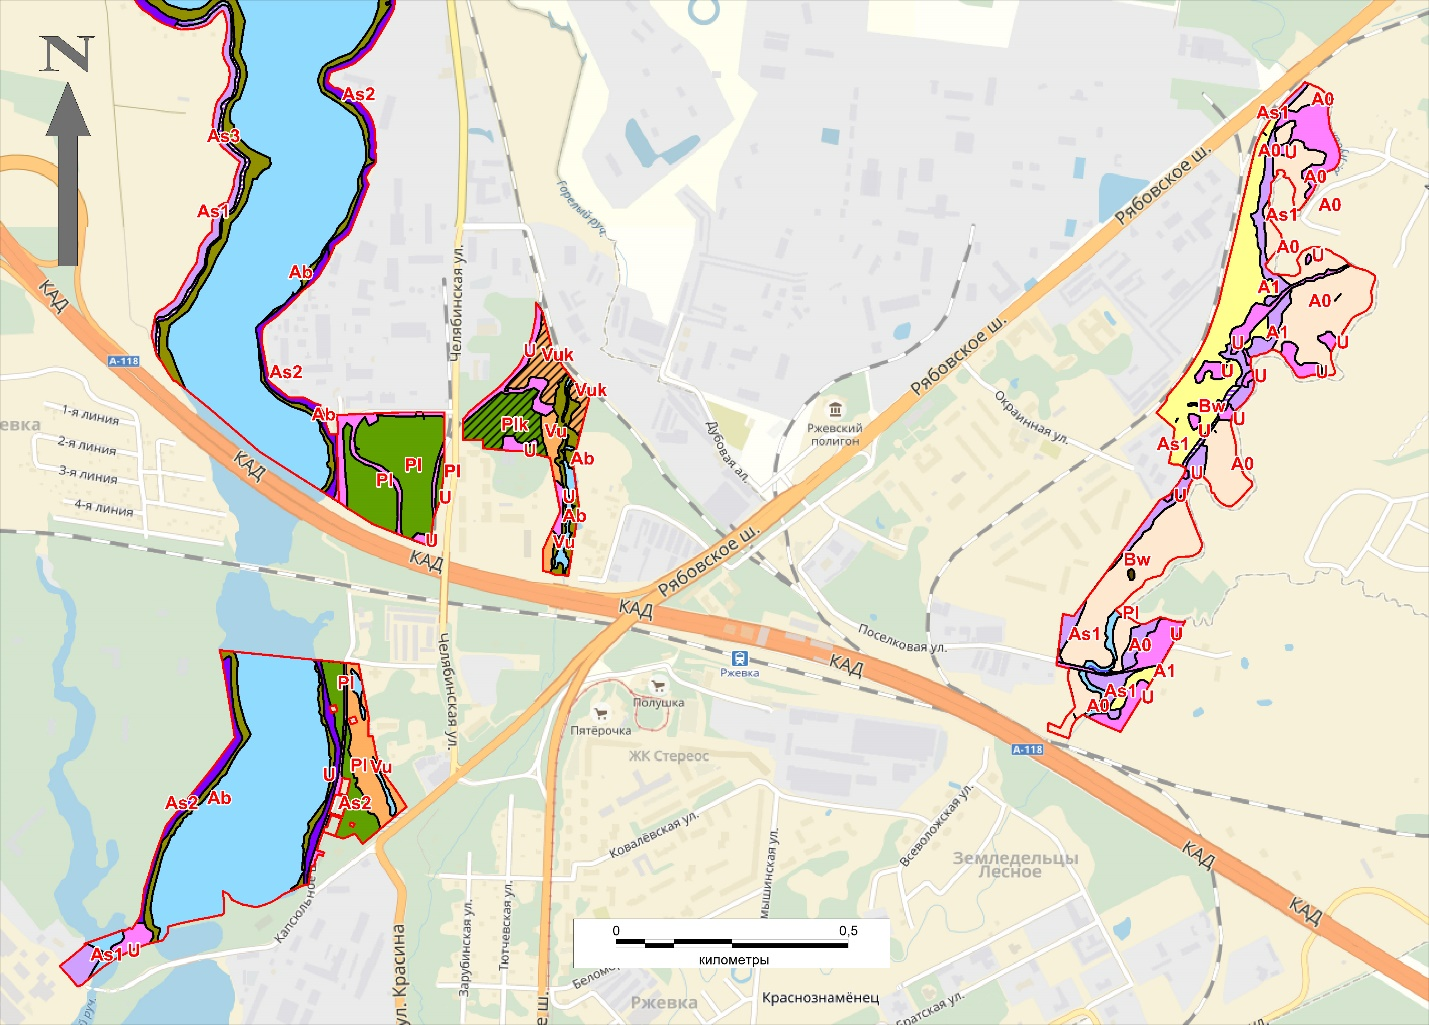 N
As2
As3
As1
Ab
As2
Ab
КАД
А-118
1-я линия
2-я линия
3-я линия
4-я линия
КАД
Челябинская ул.
Горелый руч.
Pl
Pl
Pl
U
U
КАД
U
Vuk
Vuk
Plk
Vu
U
Ab
U
Ab
Vu
Дубовая ал.
Ржевский
полигон
Рябовское ш.
Рябовское ш.
Рябовское ш.
Окраинная ул.
As1
A0
A0
U
A0
A0
As1
A0
U
A1
A0
A1
U
U
U
U
U
Bw
U
U
As1
A0
U
U
Bw
Pl
As1
U
A0
A1
As1
U
A0
КАД
Поселковая ул.
КАД
Ржевка
Полушка
Пятёрочка
ЖК Стереос
А-118
Челябинская ул.
Pl
Pl
Vu
U
As2
As2
Ab
As1
U
Ковалёвская ул.
Всеволожская ул.
Земледельцы
Лесное
КАД
КАД
Капсюльное ш.
ул. Красина
Зарубинская ул.
Тютчевская ул.
0
0,5
километры
Ржевка
Краснознамёнец